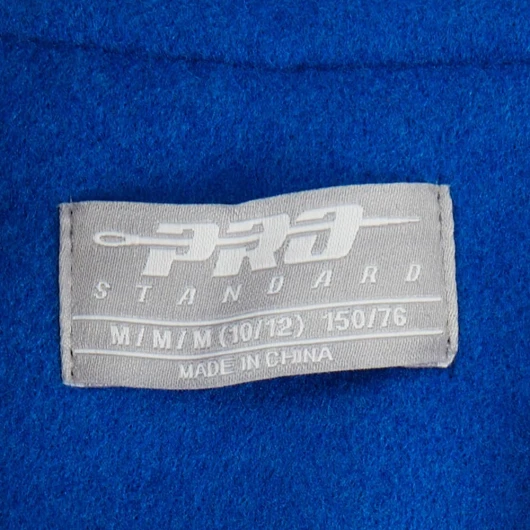 PRO
STANDARD
M/M/M (10/12) 150/76
MADE IN CHINA